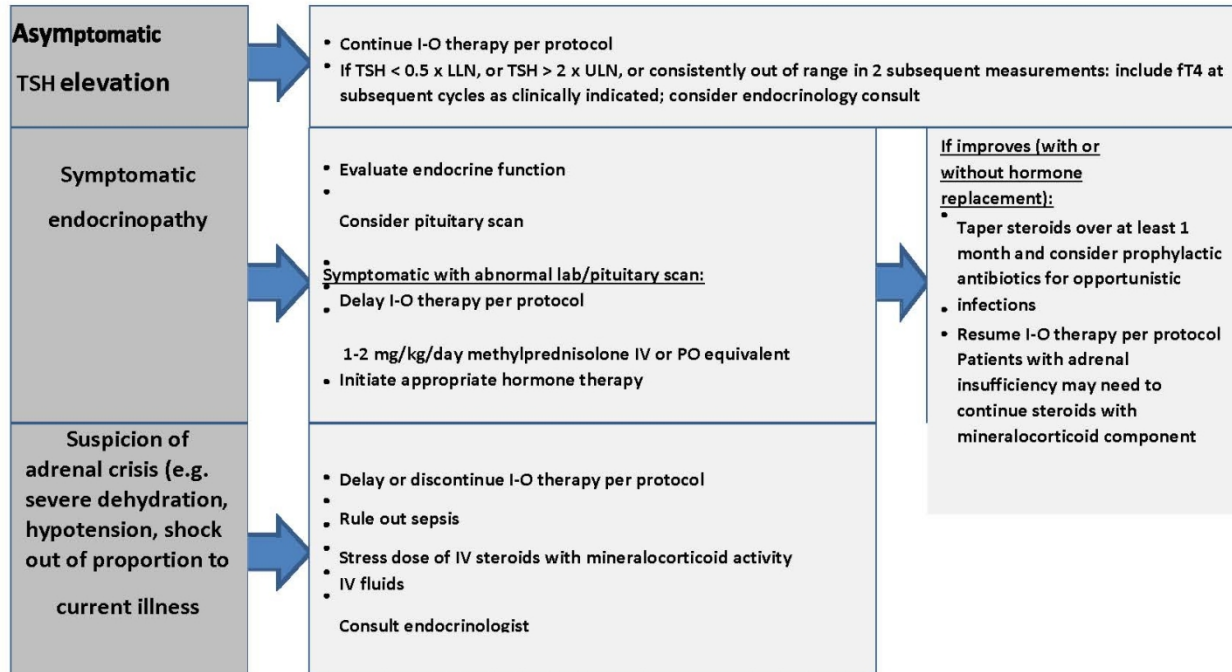 Asymptomatic
TSH elevation
• Continue I-O therapy per protocol
• If TSH < 0.5 x LLN, or TSH > 2 x ULN, or consistently out of range in 2 subsequent measurements: include fT4 at
subsequent cycles as clinically indicated; consider endocrinology consult
Symptomatic
endocrinopathy
• Evaluate endocrine function
•
Consider pituitary scan
•
Symptomatic with abnormal lab/pituitary scan:
•
• Delay I-O therapy per protocol
1-2 mg/kg/day methylprednisolone IV or PO equivalent
• Initiate appropriate hormone therapy
If improves (with or
without hormone
replacement):
•
Taper steroids over at least 1
month and consider prophylactic
antibiotics for opportunistic
• infections
• Resume I-O therapy per protocol
Patients with adrenal
insufficiency may need to
continue steroids with
mineralocorticoid component
Suspicion of
adrenal crisis (e.g.
severe dehydration,
hypotension, shock
out of proportion to
current illness
• Delay or discontinue I-O therapy per protocol
•
• Rule out sepsis
•
Stress dose of IV steroids with mineralocorticoid activity
•
IV fluids
•
Consult endocrinologist